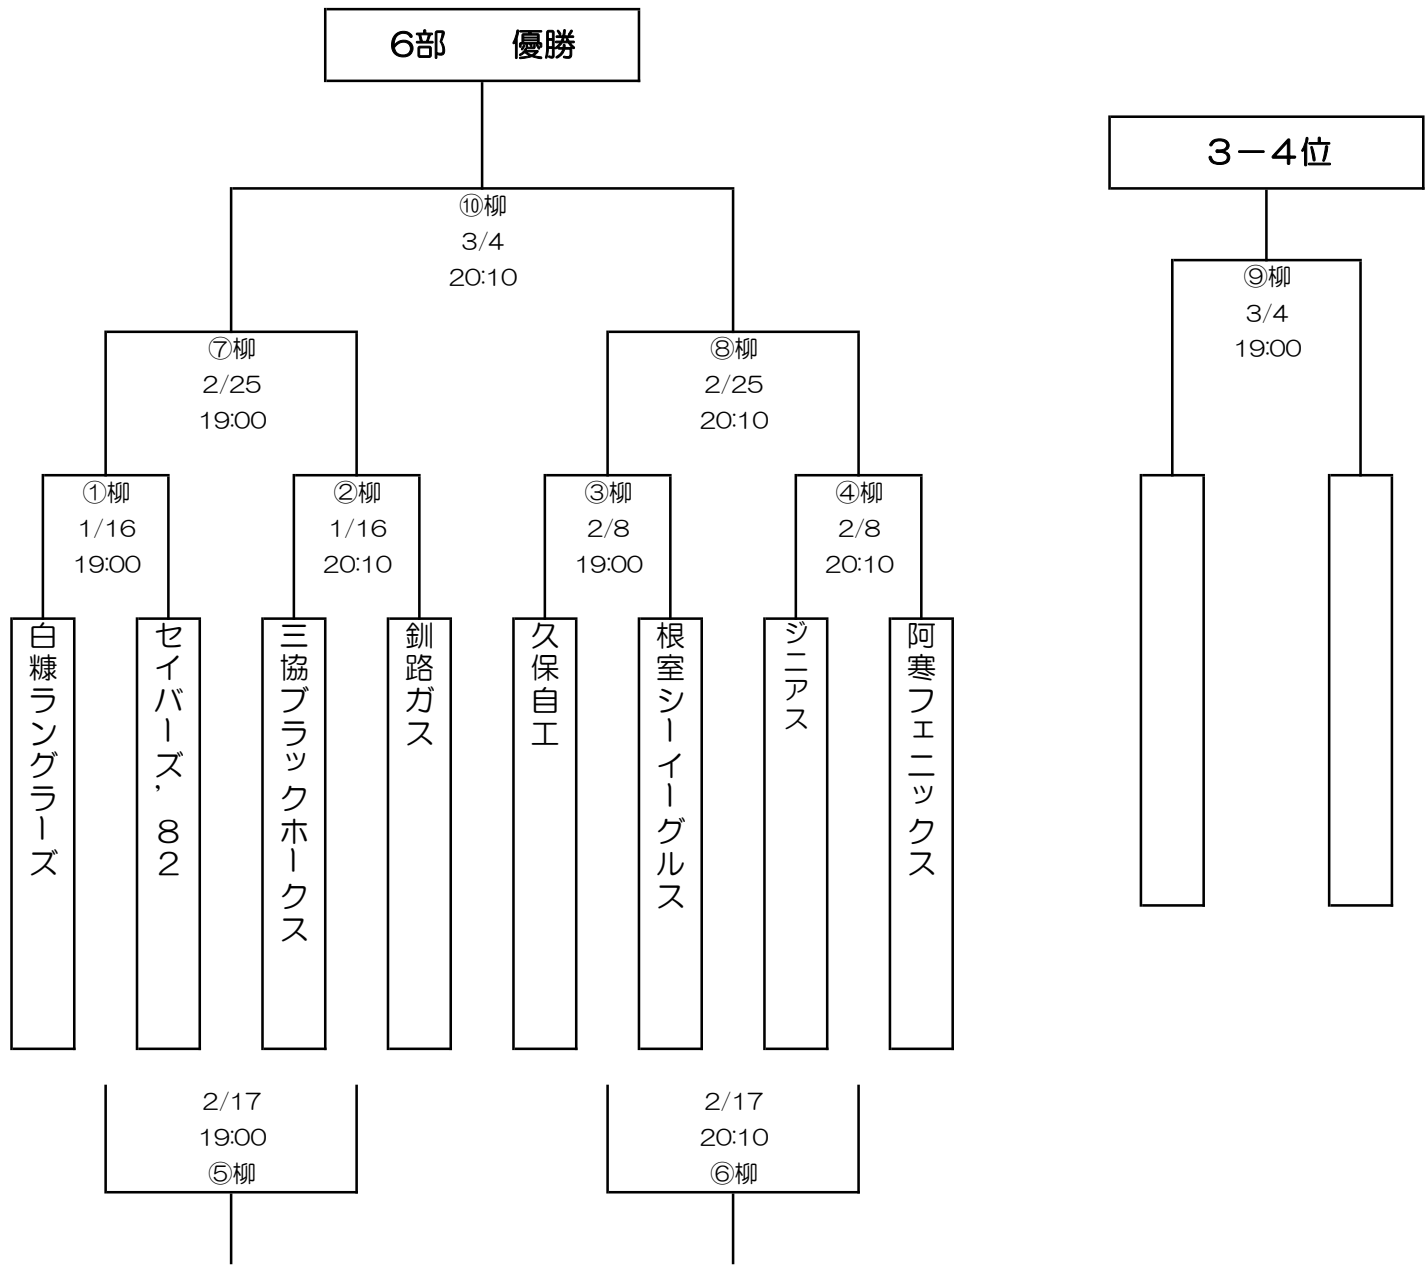 6部 優勝
3－4位
⑩柳
3/4
20:10
⑨柳
3/4
19:00
⑦柳
2/25
19:00
⑧柳
2/25
20:10
①柳
1/16
19:00
②柳
1/16
20:10
③柳
2/8
19:00
④柳
2/8
20:10
白糠ラングラーズ
セイバーズ，82
三協ブラックホークス
釧路ガス
久保自工
根室シーイーグルス
ジニアス
阿寒フェニックス
2/17
19:00
⑤柳
2/17
20:10
⑥柳